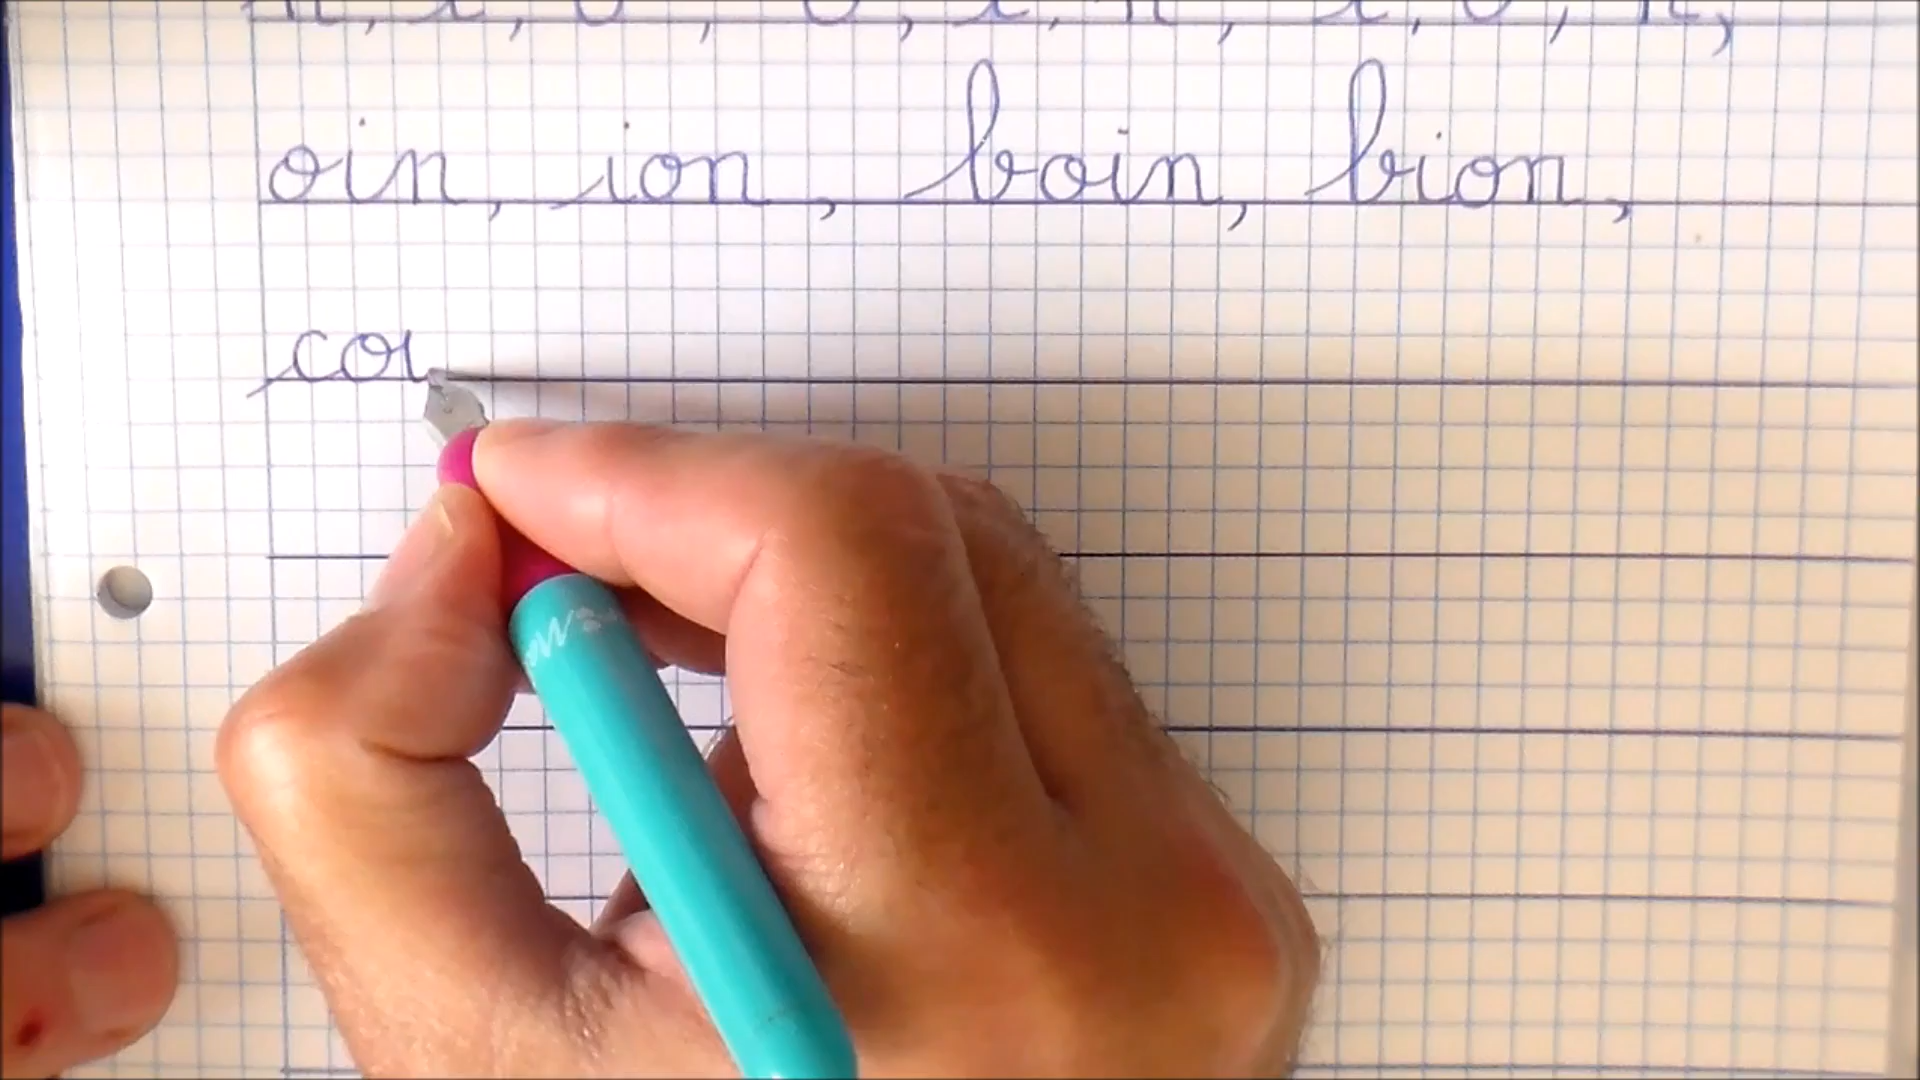 n, i, o, o, i, n, i, o, n,
oin, ion, boin, bion,
coi